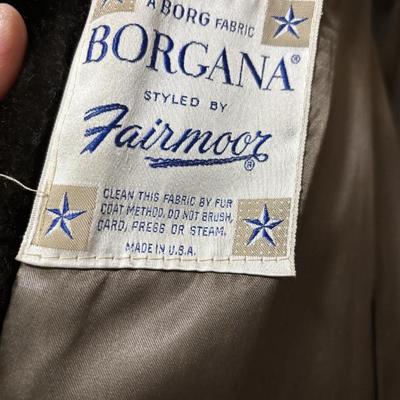 A BORG FABRIC
BORGANA®
STYLED BY
Fairmoor®
CLEAN THIS FABRIC BY FUR
COAT METHOD, DO NOT BRUSH,
CARD, PRESS OR STEAM.
MADE IN U.S.A.